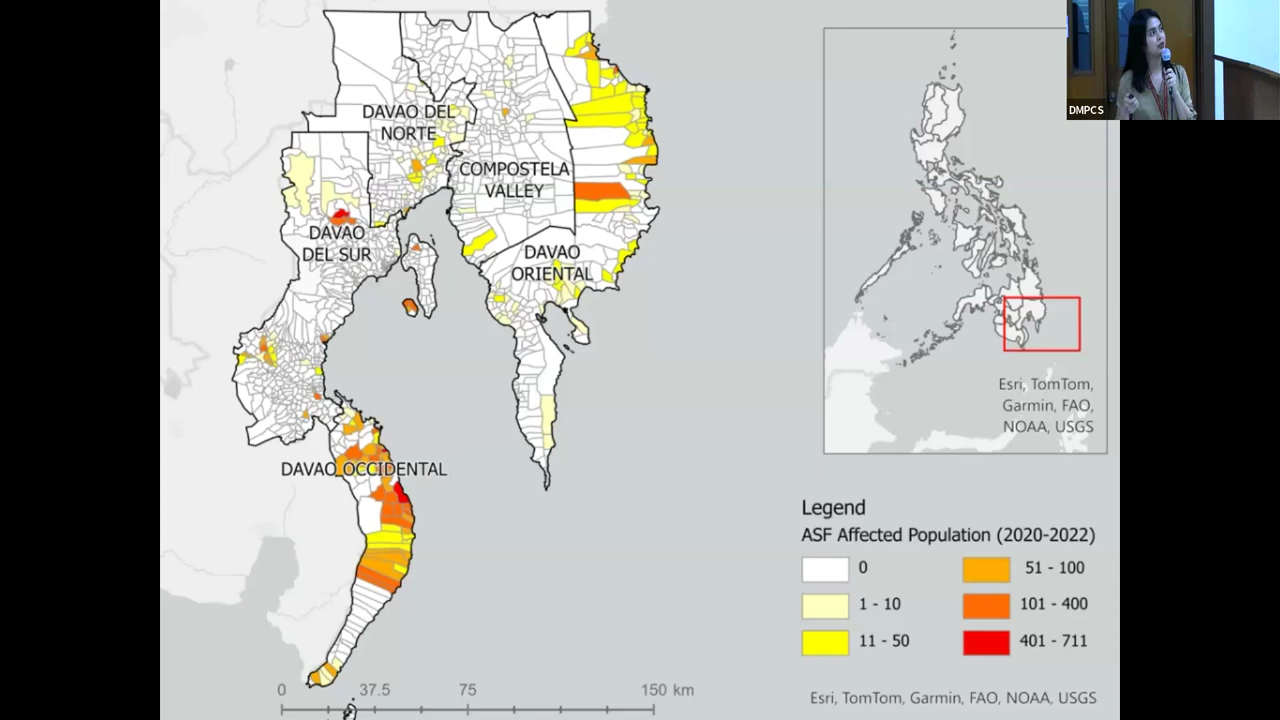 DMPCS
DAVAO DEL
NORTE
COMPOSTELA
VALLEY
DAVAO
DEL SUR
DAVAO
ORIENTAL
DAVAO OCCIDENTAL
Esri, TomTom,
Garmin, FAO,
NOAA, USGS
Legend
ASF Affected Population (2020-2022)
0
51 - 100
1 - 10
101 - 400
11 - 50
401 - 711
0 37.5 75 150 km
Esri, TomTom, Garmin, FAO, NOAA, USGS